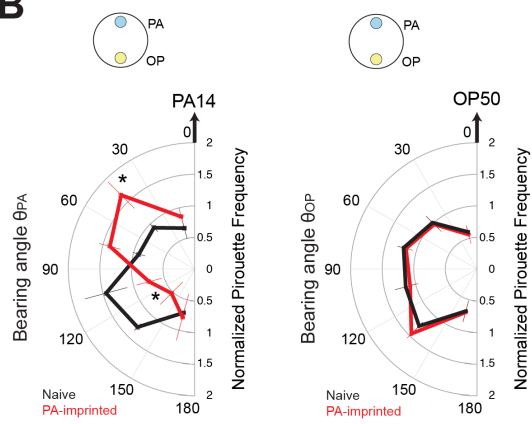 B
PA
OP
PA14
0
30
60
90
120
150
180
2
1.5
1
0.5
0
0.5
1
1.5
2
*
*
Bearing angle θPA
Normalized Pirouette Frequency
Naive
PA-imprinted
PA
OP
OP50
0
30
60
90
120
150
180
2
1.5
1
0.5
0
0.5
1
1.5
2
Bearing angle θOP
Normalized Pirouette Frequency
Naive
PA-imprinted